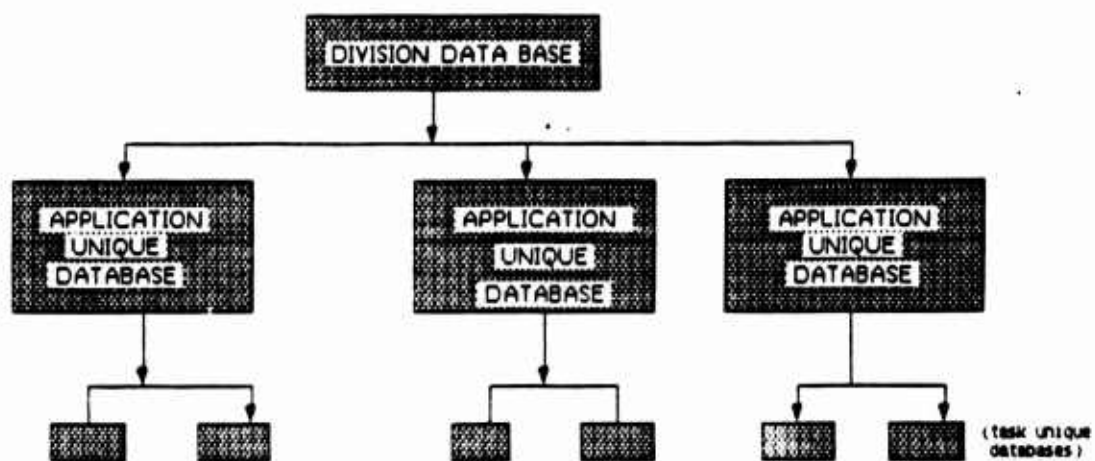 DIVISION DATA BASE
APPLICATION
UNIQUE
DATABASE
APPLICATION
UNIQUE
DATABASE
APPLICATION
UNIQUE
DATABASE
(task unique
databases)